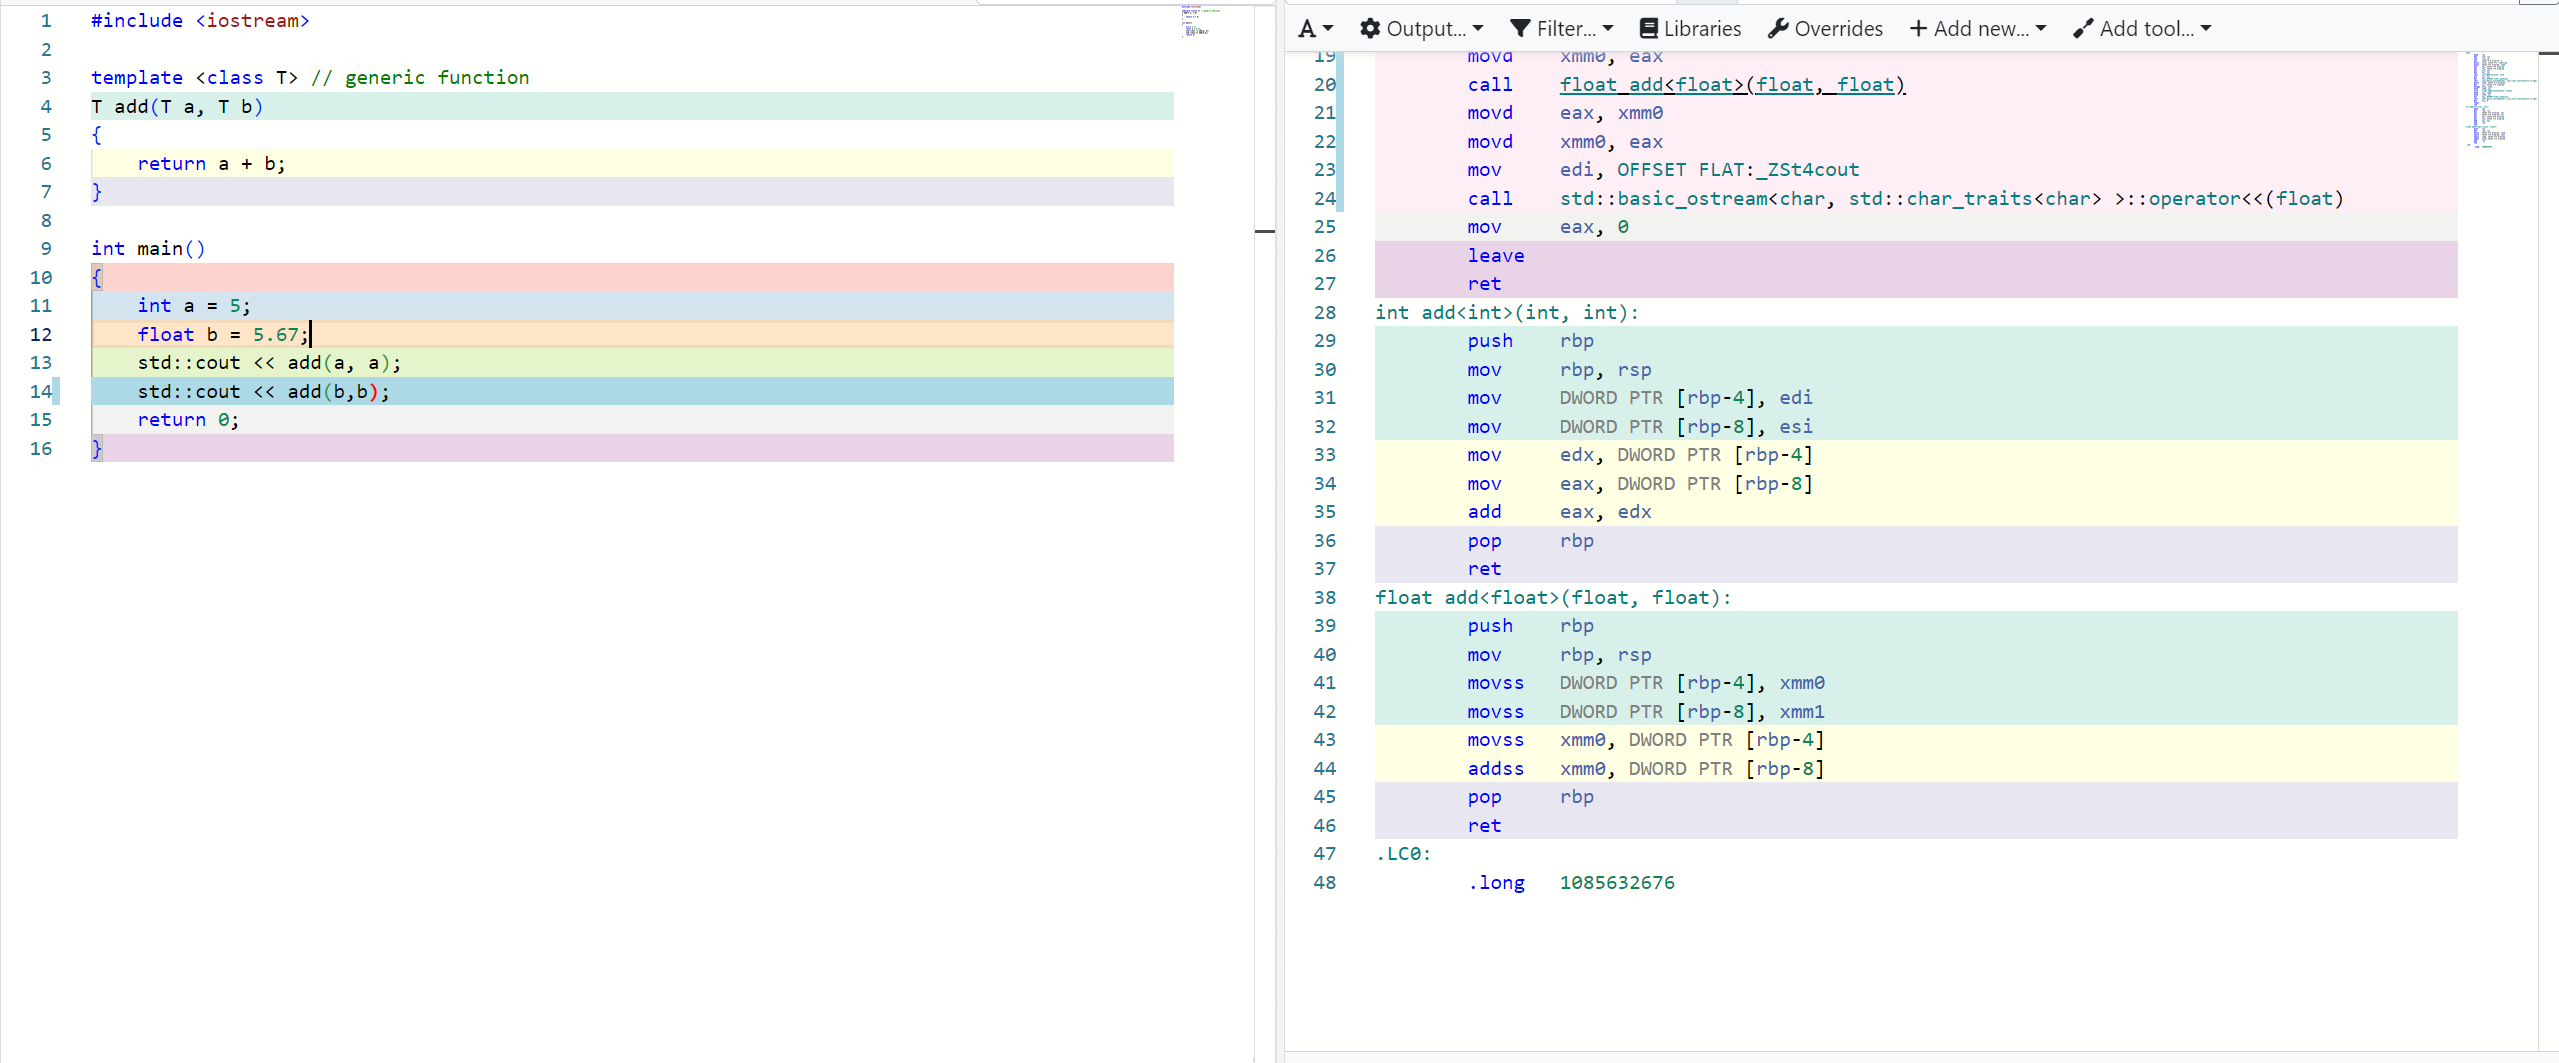 1 #include <iostream>
2
3 template <class T> // generic function
4 T add(T a, T b)
5 {
6     return a + b;
7 }
8
9 int main()
10 {
11     int a = 5;
12     float b = 5.67;
13     std::cout << add(a, a);
14     std::cout << add(b,b);
15     return 0;
16 }
A Output... Filter... Libraries Overrides + Add new... Add tool...
19 movd xmm0, eax
20 call float add<float>(float, float)
21 movd eax, xmm0
22 movd xmm0, eax
23 mov edi, OFFSET FLAT:_ZSt4cout
24 call std::basic_ostream<char, std::char_traits<char> >::operator<<(float)
25 mov eax, 0
26 leave
27 ret
28 int add<int>(int, int):
29 push rbp
30 mov rbp, rsp
31 mov DWORD PTR [rbp-4], edi
32 mov DWORD PTR [rbp-8], esi
33 mov edx, DWORD PTR [rbp-4]
34 mov eax, DWORD PTR [rbp-8]
35 add eax, edx
36 pop rbp
37 ret
38 float add<float>(float, float):
39 push rbp
40 mov rbp, rsp
41 movss DWORD PTR [rbp-4], xmm0
42 movss DWORD PTR [rbp-8], xmm1
43 movss xmm0, DWORD PTR [rbp-4]
44 addss xmm0, DWORD PTR [rbp-8]
45 pop rbp
46 ret
47 .LC0:
48 .long 1085632676